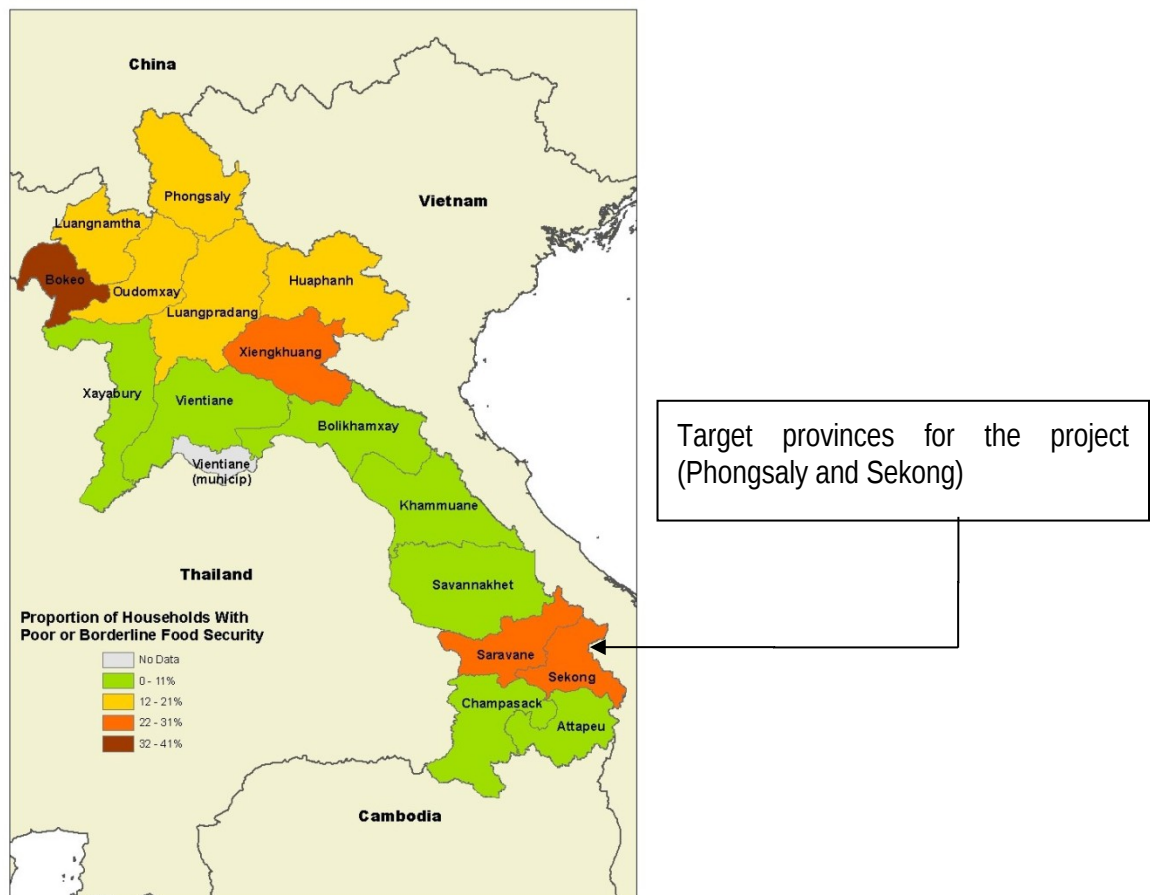 China
Phongsaly
Vietnam
Luangnamtha
Bokeo
Huaphanh
Oudomxay
Luangpradang
Xiengkhuang
Xayabury
Vientiane
Bolikhamxay
Vientiane
(municip)
Khammuane
Thailand
Savannakhet
Proportion of Households With
Poor or Borderline Food Security
No Data
0 - 11%
12 - 21%
22 - 31%
32 - 41%
Saravane
Sekong
Champasack
Attapeu
Cambodia
Target provinces for the project
(Phongsaly and Sekong)